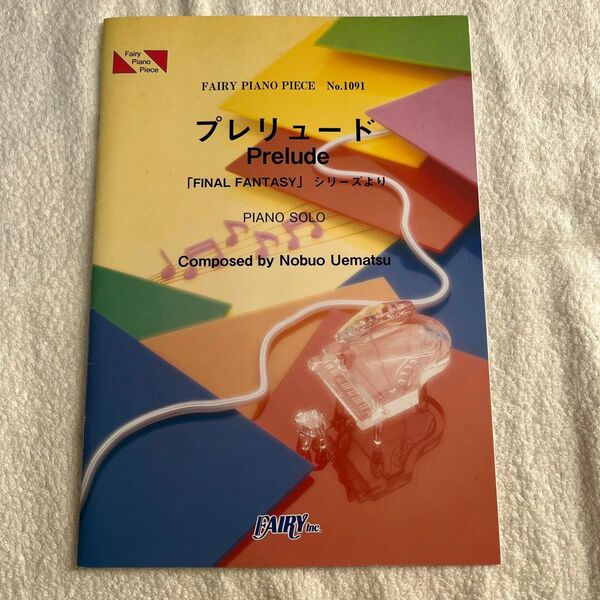 Fairy
Piano
Piece
FAIRY PIANO PIECE No.1091
プレリュード
Prelude
「FINAL FANTASY」 シリーズより
PIANO SOLO
Composed by Nobuo Uematsu
FAIRY Inc.